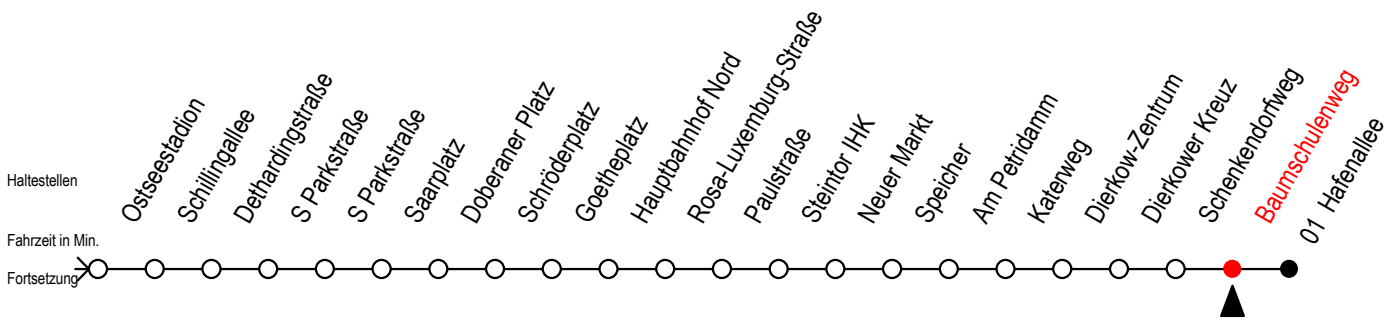 Haltestellen
Ostseestadion
Schillingallee
Dethardingstraße
S Parkstraße
S Parkstraße
Saarplatz
Doberaner Platz
Schröderplatz
Goetheplatz
Hauptbahnhof Nord
Rosa-Luxemburg-Straße
Paulstraße
Steintor IHK
Neuer Markt
Speicher
Am Petridamm
Katerweg
Dierkow-Zentrum
Dierkower Kreuz
Schenkendorfweg
Baumschulenweg
01 Hafenallee
Fahrzeit in Min.
Fortsetzung